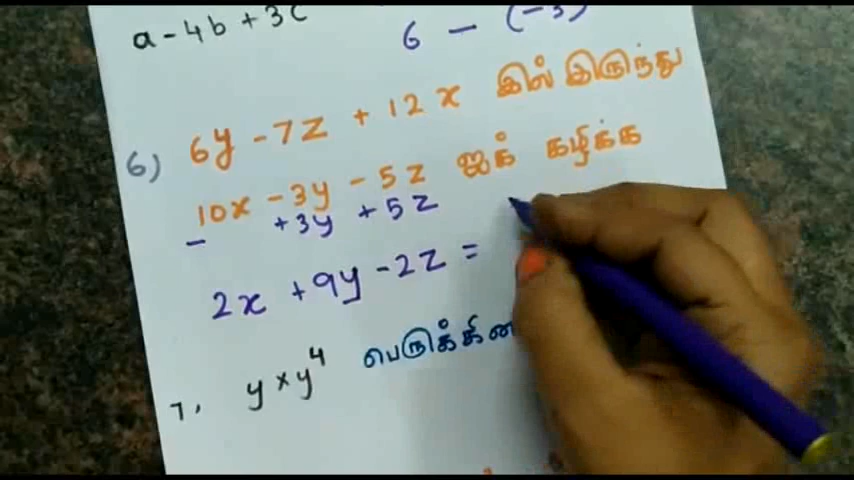 a - 4b + 3c
6 - (-3)
6) 6y - 7z + 12x இல் இருந்து
10x - 3y - 5z ஐக் கழிக்க
- + 3y + 5z
2x + 9y - 2z =
7. y × y⁴